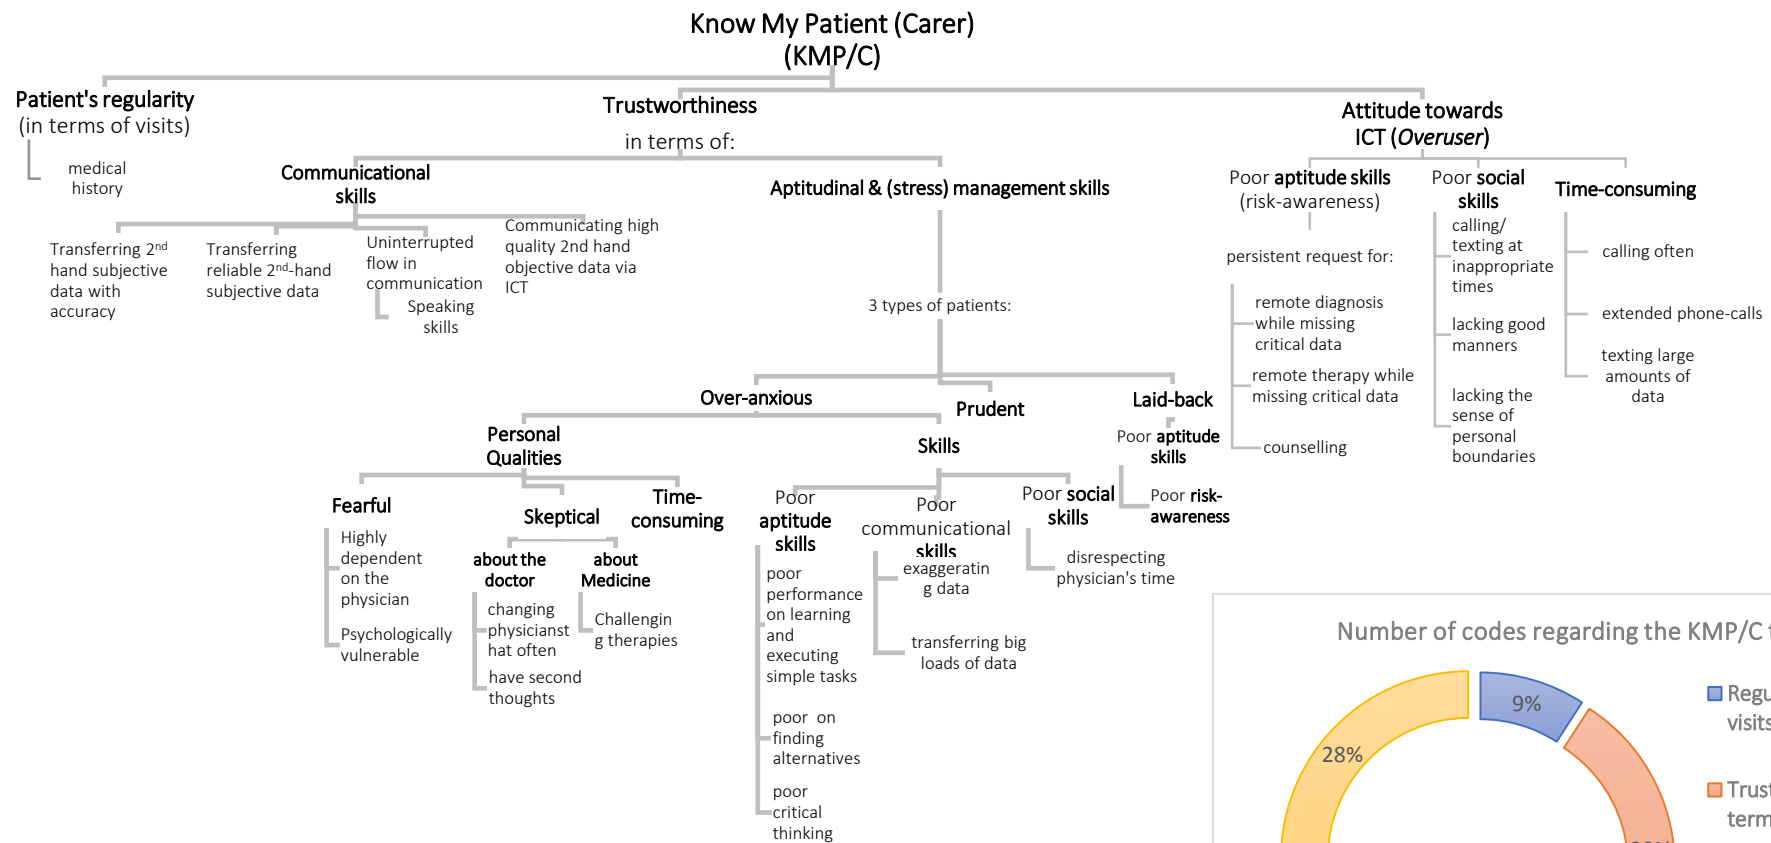 Know My Patient (Carer)
(KMP/C)
Patient's regularity
(in terms of visits)
medical
history
Trustworthiness
in terms of:
Communicational
skills
Transferring 2nd
hand subjective
data with
accuracy
Transferring
reliable 2nd-hand
subjective data
Uninterrupted
flow in
communication
Speaking
skills
Communicating high
quality 2nd hand
objective data via
ICT
Aptitudinal & (stress) management skills
3 types of patients:
Over-anxious
Personal
Qualities
Fearful
Highly
dependent
on the
physician
Psychologically
vulnerable
Skeptical
about the
doctor
changing
physicianst
hat often
have second
thoughts
about
Medicine
Challengin
g therapies
Time-
consuming
Skills
Poor
aptitude
skills
poor
performance
on learning
and
executing
simple tasks
poor on
finding
alternatives
poor
critical
thinking
Poor
communicational
skills
exaggeratin
g data
transferring big
loads of data
Poor social
skills
disrespecting
physician's time
Prudent
Laid-back
Poor aptitude
skills
Poor risk-
awareness
Attitude towards
ICT (Overuser)
Poor aptitude skills
(risk-awareness)
persistent request for:
remote diagnosis
while missing
critical data
remote therapy while
missing critical data
counselling
Poor social
skills
calling/
texting at
inappropriate
times
lacking good
manners
lacking the
sense of
personal
boundaries
Time-consuming
calling often
extended phone-calls
texting large
amounts of
data
Number of codes regarding the KMP/C t
9%
28%
Regu
visits
Trust
term